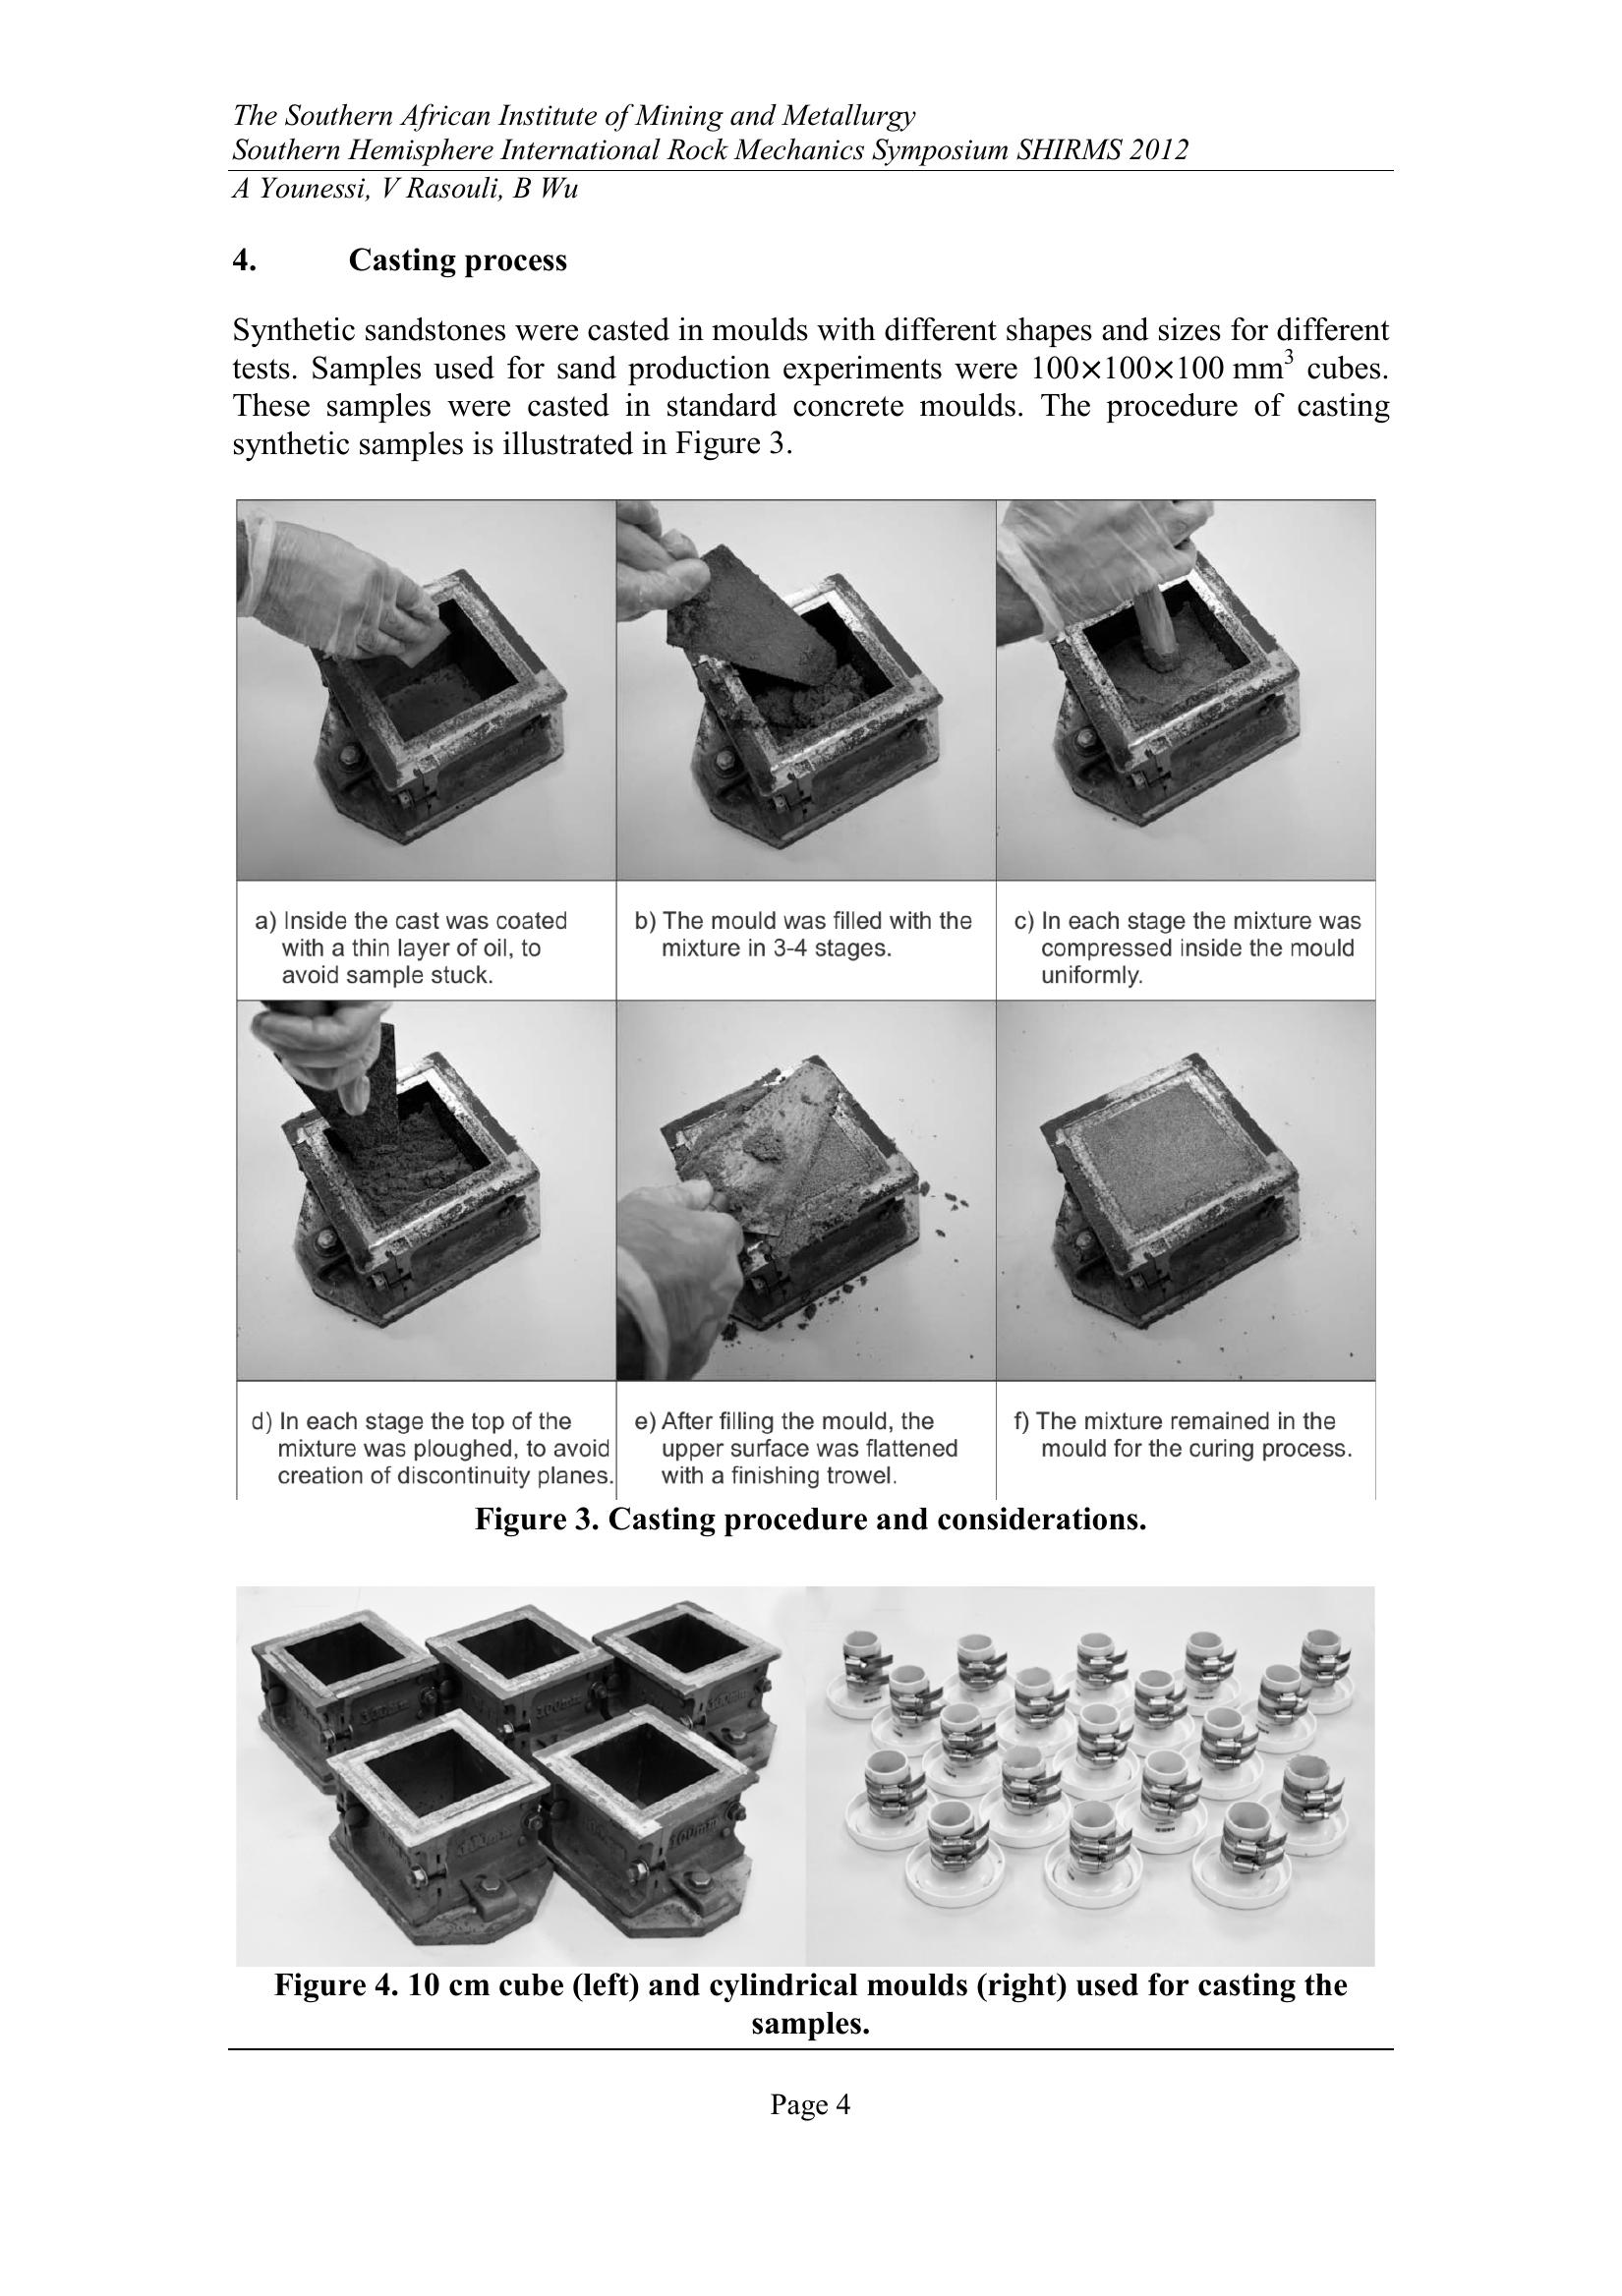 The Southern African Institute of Mining and Metallurgy
Southern Hemisphere International Rock Mechanics Symposium SHIRMS 2012
A Younessi, V Rasouli, B Wu
4. Casting process
Synthetic sandstones were casted in moulds with different shapes and sizes for different
tests. Samples used for sand production experiments were 100×100×100 mm³ cubes.
These samples were casted in standard concrete moulds. The procedure of casting
synthetic samples is illustrated in Figure 3.
a) Inside the cast was coated
with a thin layer of oil, to
avoid sample stuck.
b) The mould was filled with the
mixture in 3-4 stages.
c) In each stage the mixture was
compressed inside the mould
uniformly.
d) In each stage the top of the
mixture was ploughed, to avoid
creation of discontinuity planes.
e) After filling the mould, the
upper surface was flattened
with a finishing trowel.
f) The mixture remained in the
mould for the curing process.
Figure 3. Casting procedure and considerations.
100mm
Figure 4. 10 cm cube (left) and cylindrical moulds (right) used for casting the
samples.
Page 4